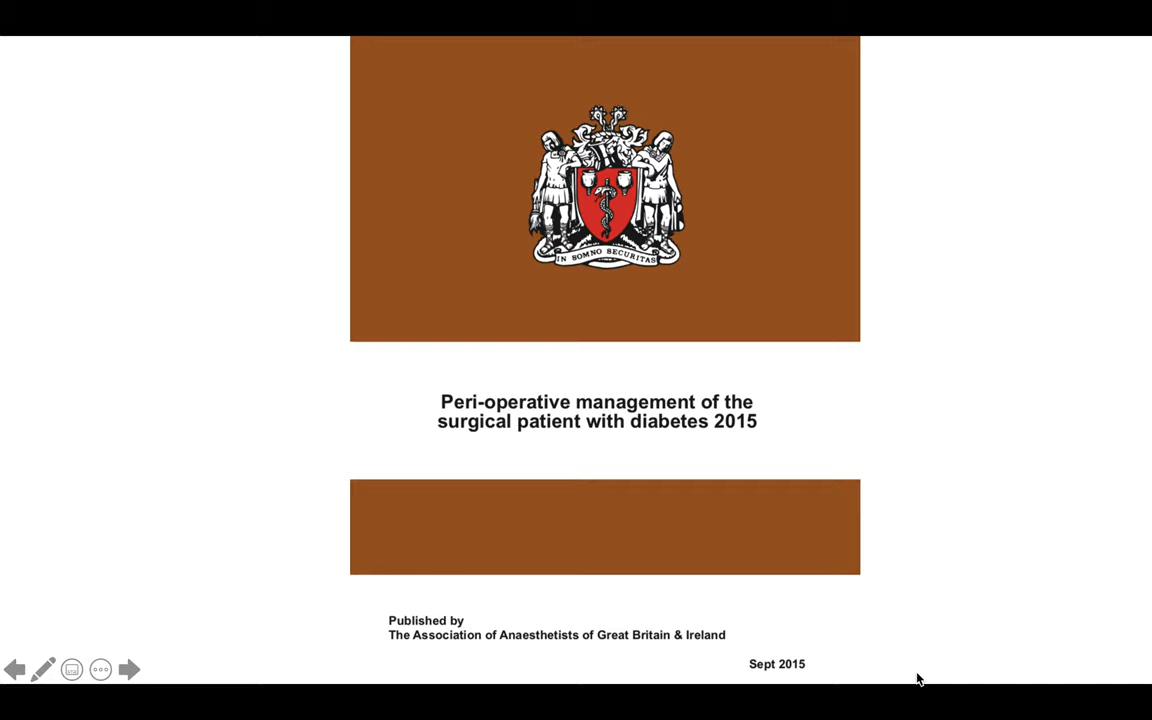 IN SOMNO SECURITAS
Peri-operative management of the
surgical patient with diabetes 2015
Published by
The Association of Anaesthetists of Great Britain & Ireland
Sept 2015